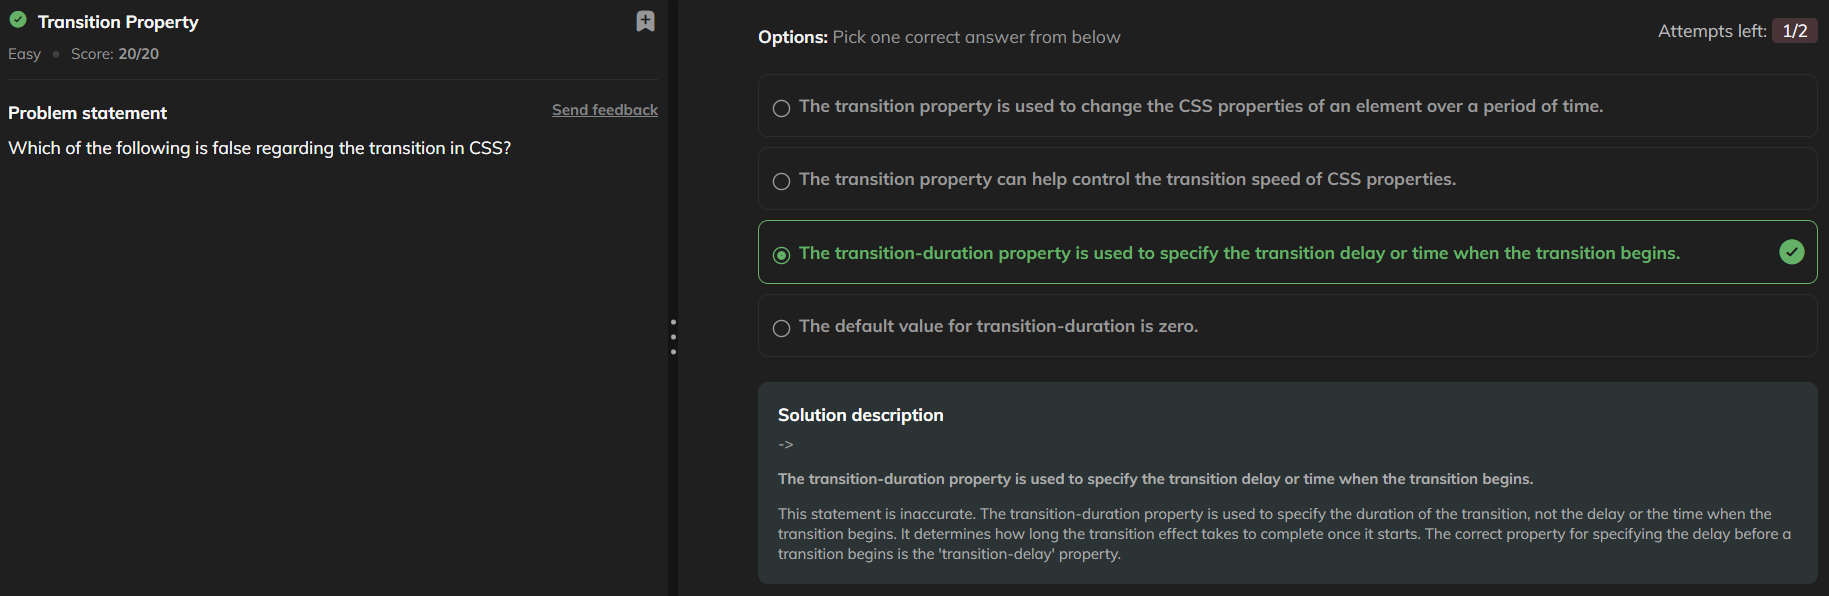 Transition Property
Easy • Score: 20/20
Problem statement
Send feedback
Which of the following is false regarding the transition in CSS?
Options: Pick one correct answer from below
Attempts left: 1/2
The transition property is used to change the CSS properties of an element over a period of time.
The transition property can help control the transition speed of CSS properties.
The transition-duration property is used to specify the transition delay or time when the transition begins.
The default value for transition-duration is zero.
Solution description
->
The transition-duration property is used to specify the transition delay or time when the transition begins.
This statement is inaccurate. The transition-duration property is used to specify the duration of the transition, not the delay or the time when the
transition begins. It determines how long the transition effect takes to complete once it starts. The correct property for specifying the delay before a
transition begins is the 'transition-delay' property.